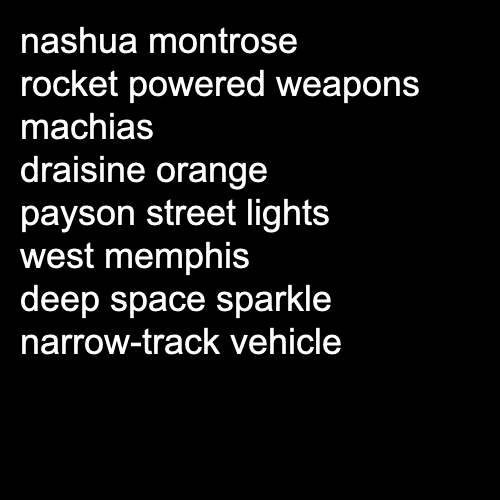 nashua montrose
rocket powered weapons
machias
draisine orange
payson street lights
west memphis
deep space sparkle
narrow-track vehicle